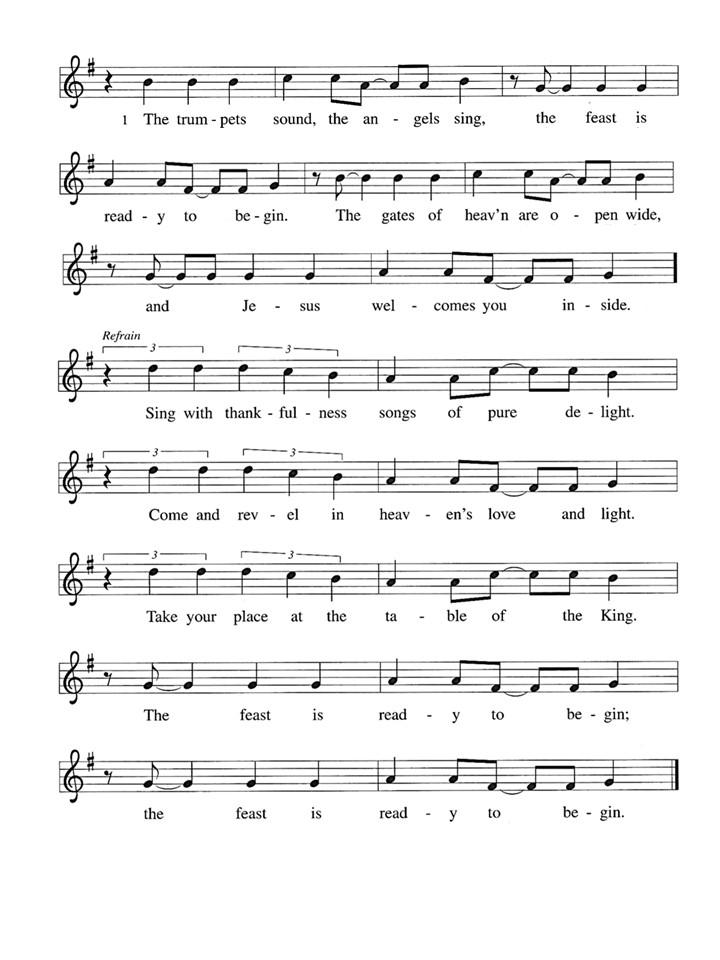 1 The trum - pets sound, the an - gels sing, the feast is
read - y to be - gin. The gates of heav'n are o - pen wide,
and Je - sus wel - comes you in - side.
Refrain
3 3
Sing with thank - ful - ness songs of pure de - light.
3 3
Come and rev - el in heav - en's love and light.
3 3
Take your place at the ta - ble of the King.
The feast is read - y to be - gin;
the feast is read - y to be - gin.